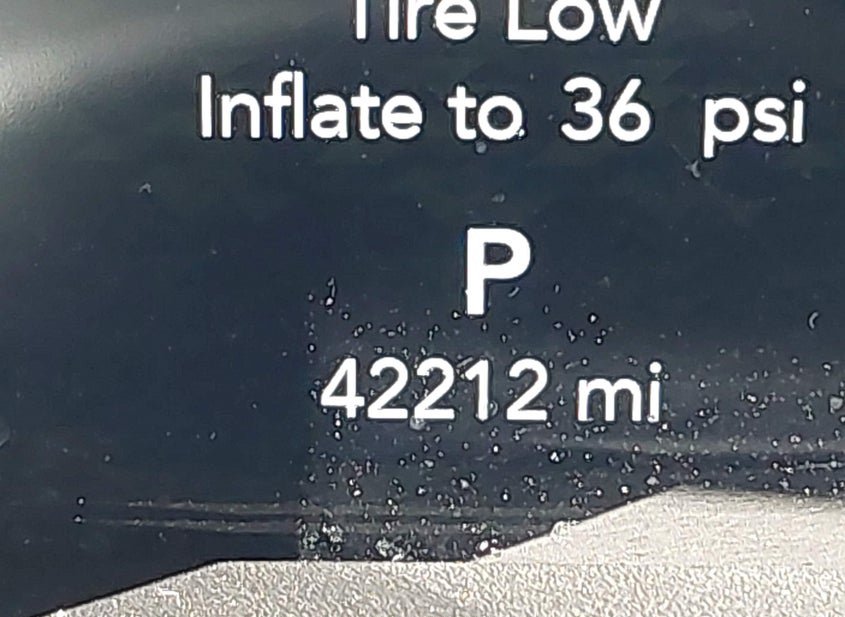 Tire Low
Inflate to 36 psi
P
42212 mi